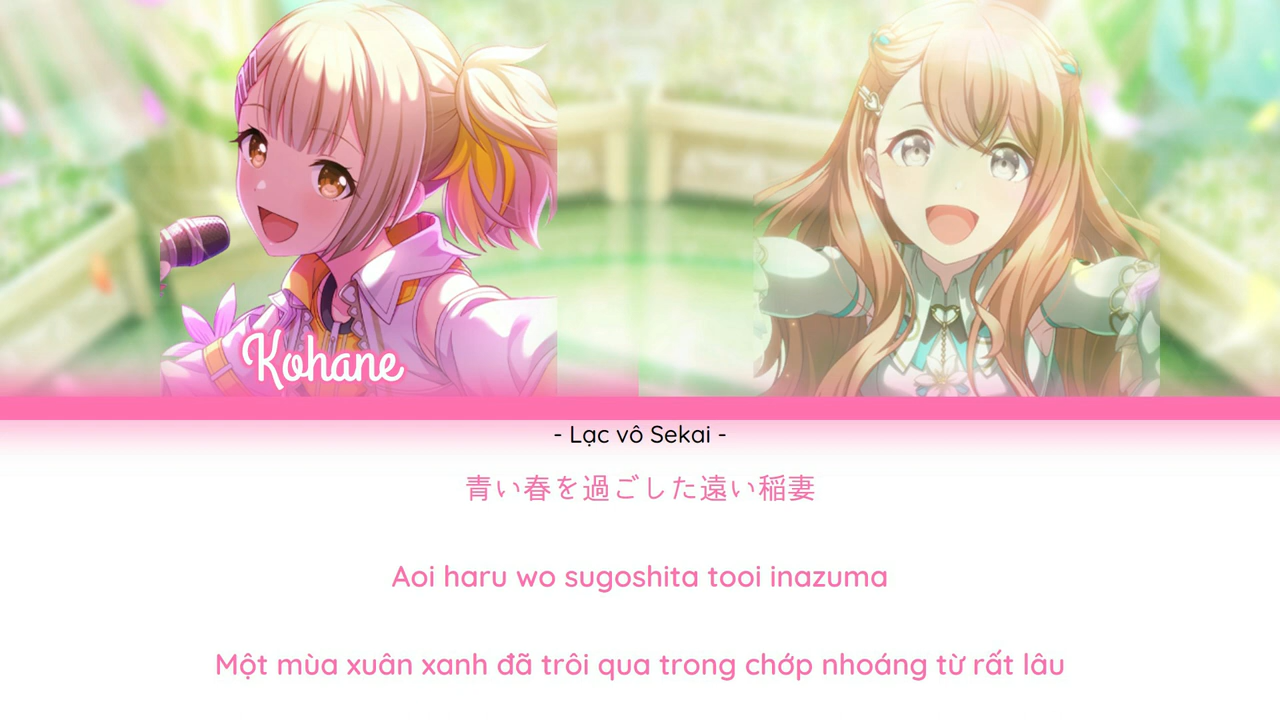 Kohane
- Lạc vô Sekai -
青い春を過ごした遠い稲妻
Aoi haru wo sugoshita tooi inazuma
Một mùa xuân xanh đã trôi qua trong chớp nhoáng từ rất lâu